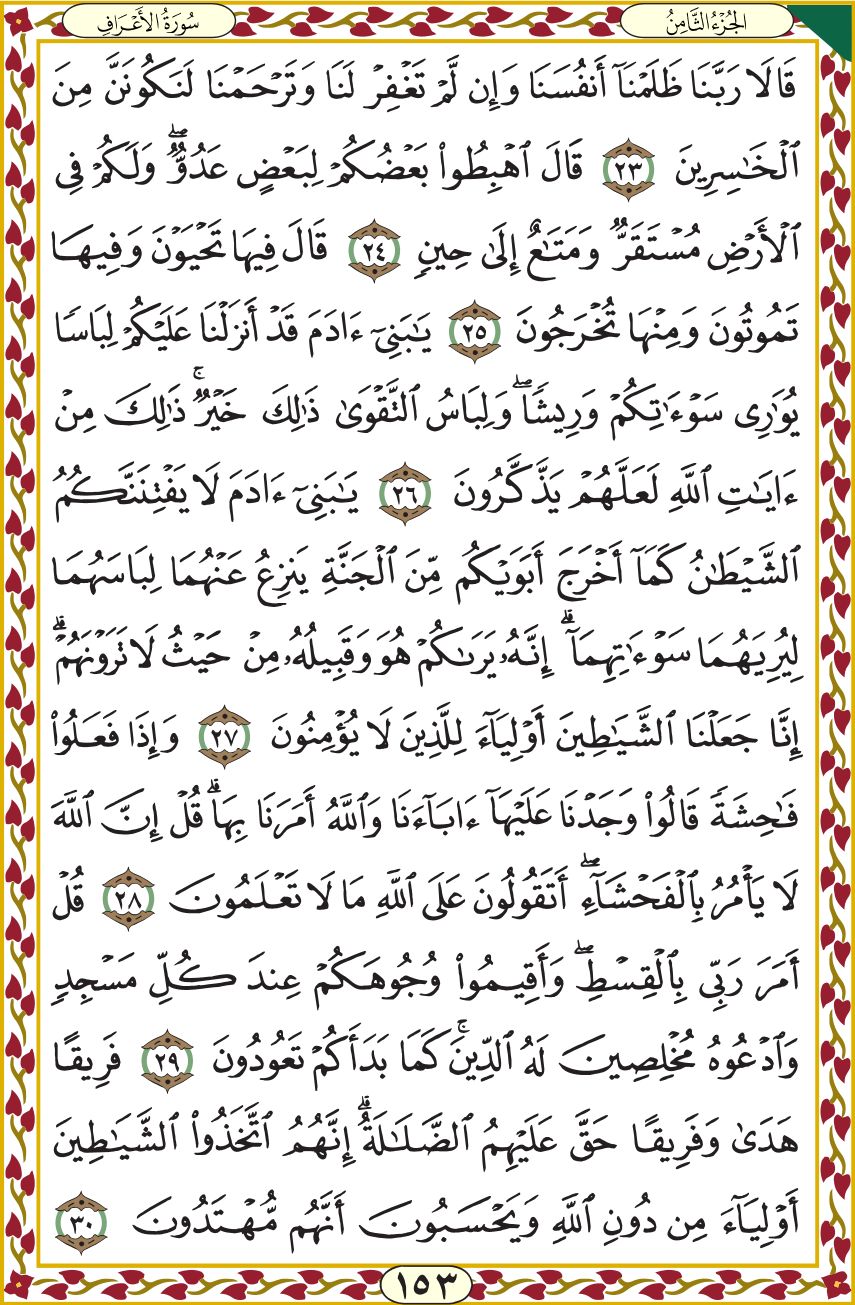 الجُزْءُ الثَّامِنُ
سُورَةُ الأَعْرَافِ
قَالَا رَبَّنَا ظَلَمْنَآ أَنفُسَنَا وَإِن لَّمْ تَغْفِرْ لَنَا وَتَرْحَمْنَا لَنَكُونَنَّ مِنَ
ٱلْخَٰسِرِينَ ٢٣ قَالَ ٱهْبِطُوا۟ بَعْضُكُمْ لِبَعْضٍ عَدُوٌّۖ وَلَكُمْ فِى
ٱلْأَرْضِ مُسْتَقَرٌّ وَمَتَٰعٌ إِلَىٰ حِينٍ ٢٤ قَالَ فِيهَا تَحْيَوْنَ وَفِيهَا
تَمُوتُونَ وَمِنْهَا تُخْرَجُونَ ٢٥ يَٰبَنِىٓ ءَادَمَ قَدْ أَنزَلْنَا عَلَيْكُمْ لِبَاسًا
يُوَٰرِى سَوْءَٰتِكُمْ وَرِيشًاۖ وَلِبَاسُ ٱلتَّقْوَىٰ ذَٰلِكَ خَيْرٌۚ ذَٰلِكَ مِنْ
ءَايَٰتِ ٱللَّهِ لَعَلَّهُمْ يَذَّكَّرُونَ ٢٦ يَٰبَنِىٓ ءَادَمَ لَا يَفْتِنَنَّكُمُ
ٱلشَّيْطَٰنُ كَمَآ أَخْرَجَ أَبَوَيْكُم مِّنَ ٱلْجَنَّةِ يَنزِعُ عَنْهُمَا لِبَاسَهُمَا
لِيُرِيَهُمَا سَوْءَٰتِهِمَآۗ إِنَّهُۥ يَرَىٰكُمْ هُوَ وَقَبِيلُهُۥ مِنْ حَيْثُ لَا تَرَوْنَهُمْۗ
إِنَّا جَعَلْنَا ٱلشَّيَٰطِينَ أَوْلِيَآءَ لِلَّذِينَ لَا يُؤْمِنُونَ ٢٧ وَإِذَا فَعَلُوا۟
فَٰحِشَةً قَالُوا۟ وَجَدْنَا عَلَيْهَآ ءَابَآءَنَا وَٱللَّهُ أَمَرَنَا بِهَاۗ قُلْ إِنَّ ٱللَّهَ
لَا يَأْمُرُ بِٱلْفَحْشَآءِۖ أَتَقُولُونَ عَلَى ٱللَّهِ مَا لَا تَعْلَمُونَ ٢٨ قُلْ
أَمَرَ رَبِّى بِٱلْقِسْطِۖ وَأَقِيمُوا۟ وُجُوهَكُمْ عِندَ كُلِّ مَسْجِدٍ
وَٱدْعُوهُ مُخْلِصِينَ لَهُ ٱلدِّينَۚ كَمَا بَدَأَكُمْ تَعُودُونَ ٢٩ فَرِيقًا
هَدَىٰ وَفَرِيقًا حَقَّ عَلَيْهِمُ ٱلضَّلَٰلَةُۗ إِنَّهُمُ ٱتَّخَذُوا۟ ٱلشَّيَٰطِينَ
أَوْلِيَآءَ مِن دُونِ ٱللَّهِ وَيَحْسَبُونَ أَنَّهُم مُّهْتَدُونَ ٣٠
١٥٣